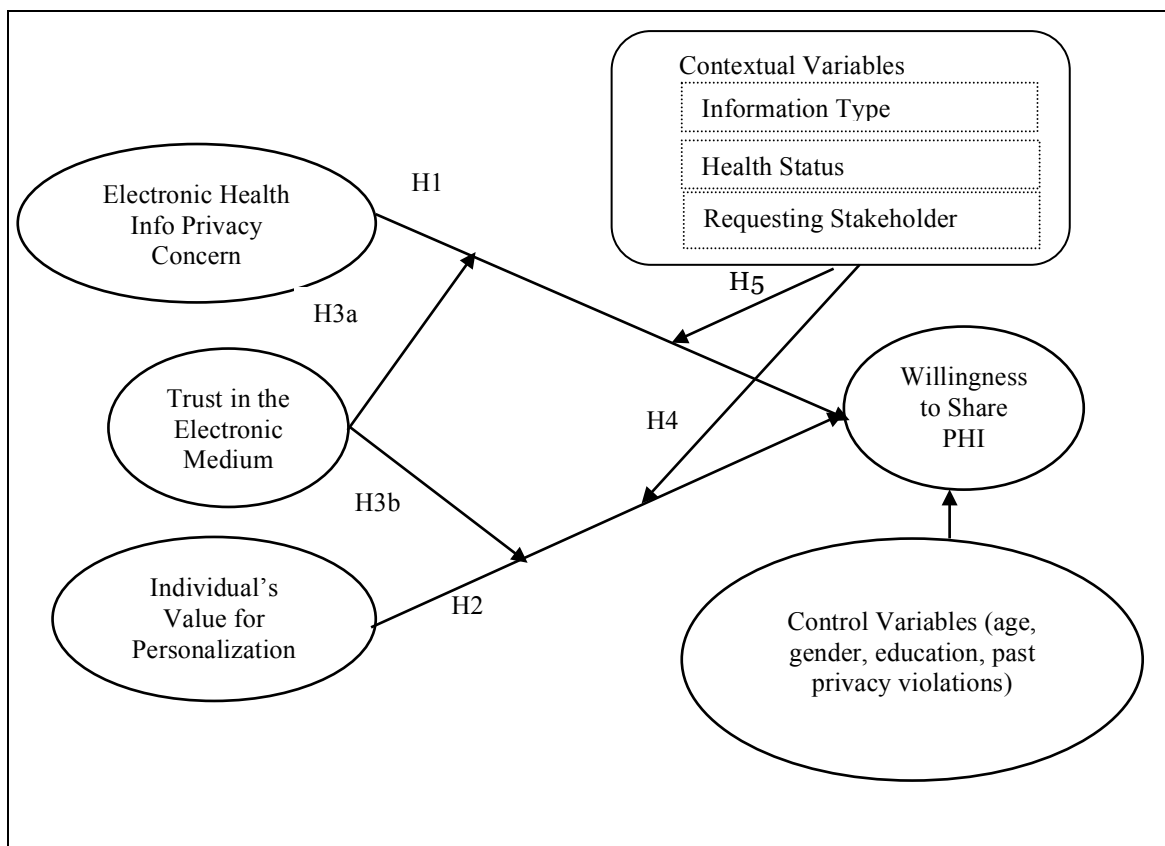 Contextual Variables
Information Type
Health Status
Requesting Stakeholder
H1
Electronic Health
Info Privacy
Concern
H5
H3a
Trust in the
Electronic
Medium
H4
Willingness
to Share
PHI
H3b
Individual’s
Value for
Personalization
H2
Control Variables (age,
gender, education, past
privacy violations)